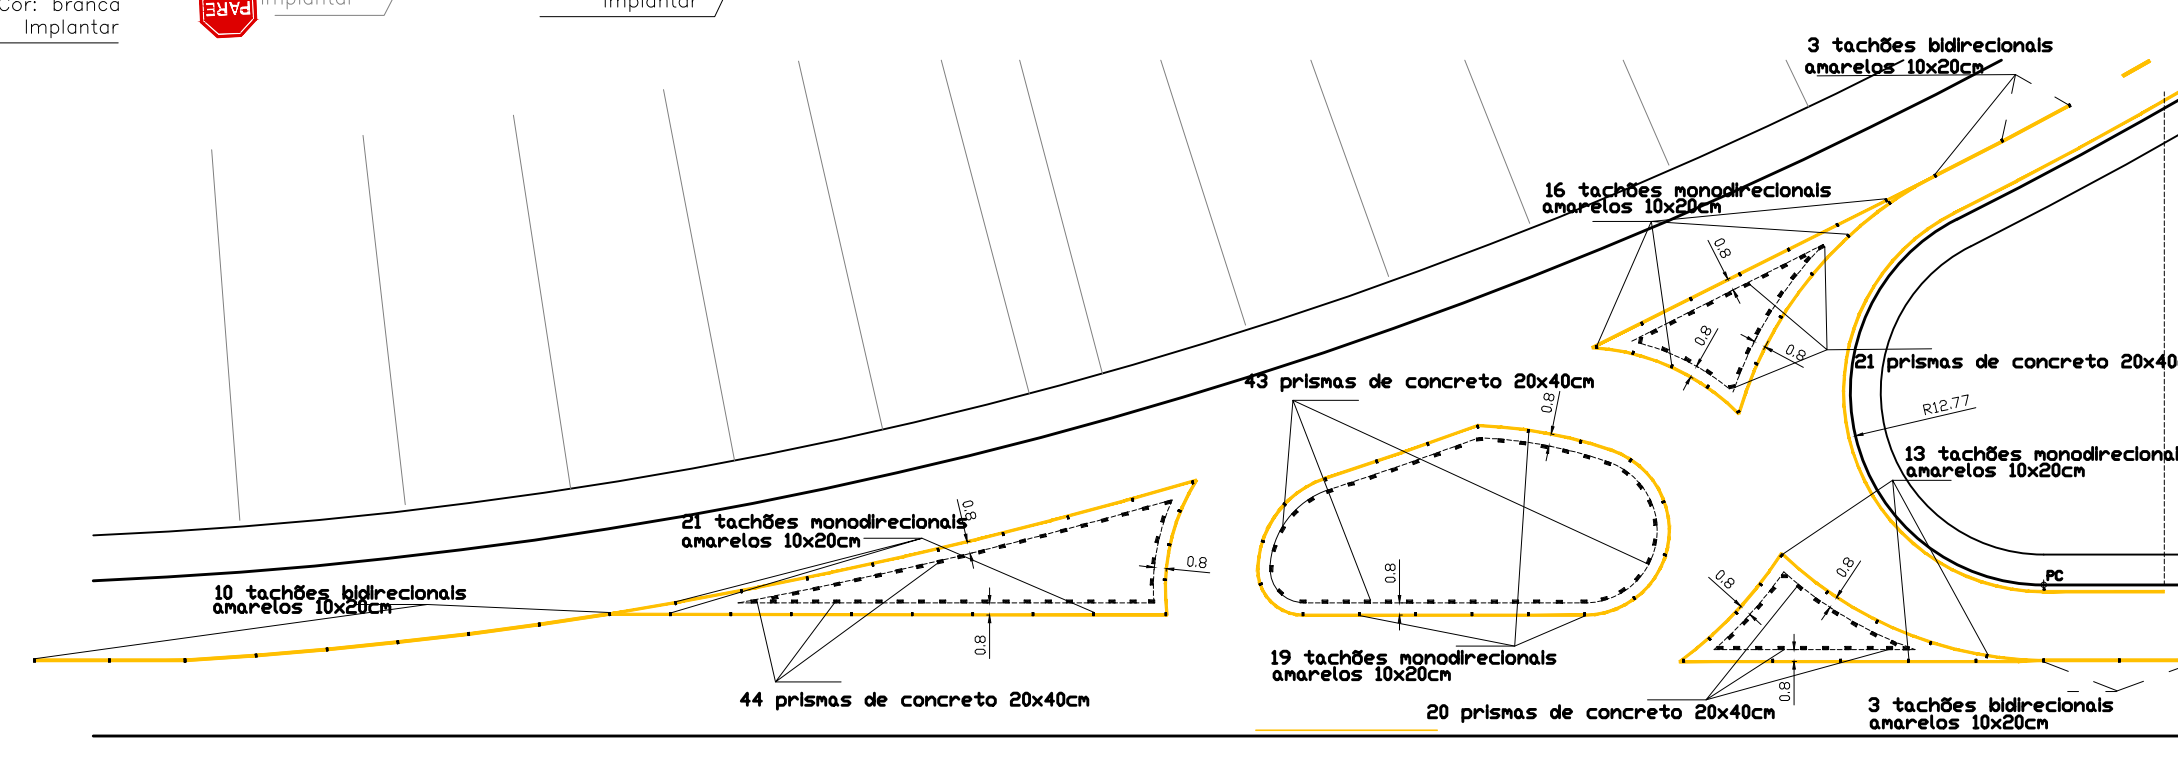 Cor: branca
Implantar
PARE
Implantar
Implantar
3 tachões bidirecionais
amarelos 10x20cm
16 tachões monodirecionais
amarelos 10x20cm
0.8
0.8
0.8
21 prismas de concreto 20x40
43 prismas de concreto 20x40cm
0.8
R12.77
13 tachões monodireciona
amarelos 10x20cm
21 tachões monodirecionais
amarelos 10x20cm
0.8
0.8
0.8
0.8
0.8
0.8
PC
10 tachões bidirecionais
amarelos 10x20cm
0.8
0.8
19 tachões monodirecionais
amarelos 10x20cm
44 prismas de concreto 20x40cm
20 prismas de concreto 20x40cm
3 tachões bidirecionais
amarelos 10x20cm